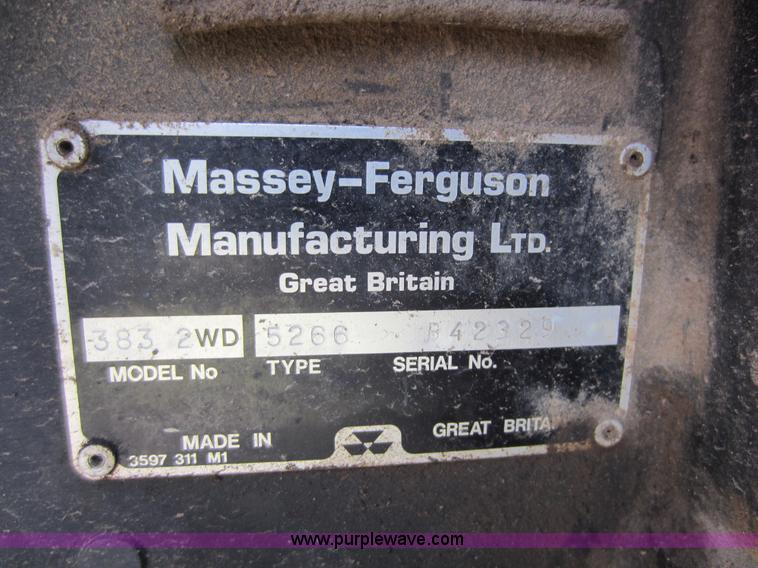 Massey-Ferguson
Manufacturing LTD.
Great Britain
383 2WD 5266
MODEL No TYPE SERIAL No.
MADE IN GREAT
3597 311 M1
www.purplewave.com